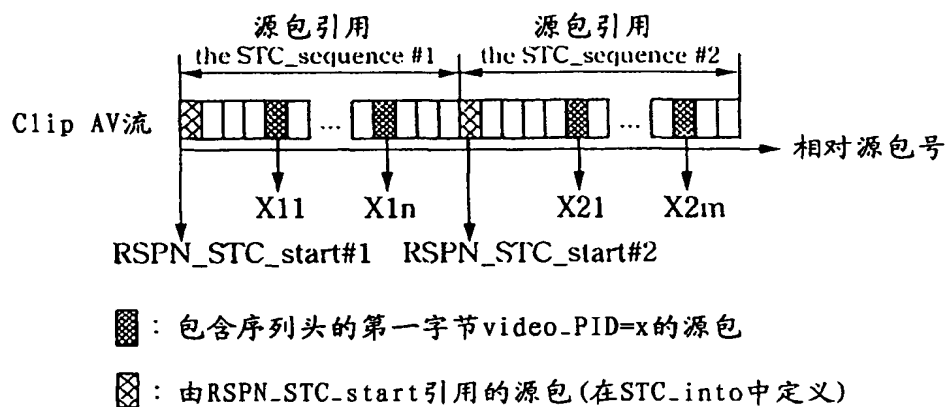 源包引用 源包引用
the STC_sequence #1 the STC_sequence #2
Clip AV流
... ...
相对源包号
X11 X1n X21 X2m
RSPN_STC_start#1 RSPN_STC_start#2
: 包含序列头的第一字节video_PID=x的源包
: 由RSPN_STC_start引用的源包(在STC_into中定义)